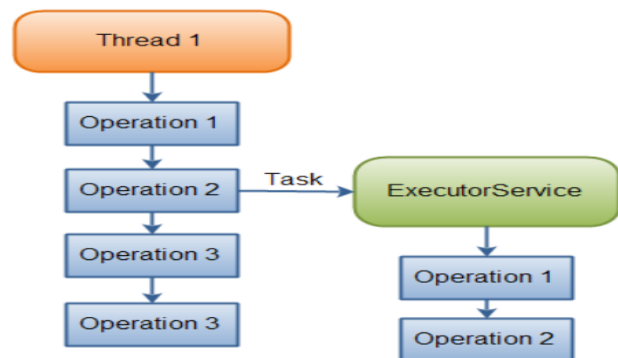 Thread 1
Operation 1
Operation 2
Task
ExecutorService
Operation 3
Operation 3
Operation 1
Operation 2